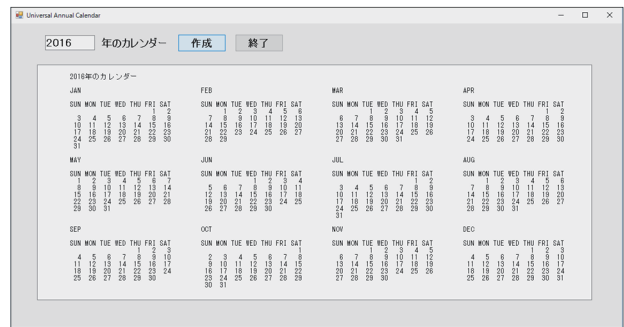 Universal Annual Calendar
2016 年のカレンダー 作成 終了
2016年のカレンダー
JAN FEB MAR APR
SUN MON TUE WED THU FRI SAT SUN MON TUE WED THU FRI SAT SUN MON TUE WED THU FRI SAT SUN MON TUE WED THU FRI SAT
1 2 1 2 3 4 5 6 1 2 3 4 5 1 2
3 4 5 6 7 8 9 7 8 9 10 11 12 13 6 7 8 9 10 11 12 3 4 5 6 7 8 9
10 11 12 13 14 15 16 14 15 16 17 18 19 20 13 14 15 16 17 18 19 10 11 12 13 14 15 16
17 18 19 20 21 22 23 21 22 23 24 25 26 27 20 21 22 23 24 25 26 17 18 19 20 21 22 23
24 25 26 27 28 29 30 28 29 27 28 29 30 31 24 25 26 27 28 29 30
31
MAY JUN JUL AUG
SUN MON TUE WED THU FRI SAT SUN MON TUE WED THU FRI SAT SUN MON TUE WED THU FRI SAT SUN MON TUE WED THU FRI SAT
1 2 3 4 5 6 7 1 2 3 4 1 2 1 2 3 4 5 6
8 9 10 11 12 13 14 5 6 7 8 9 10 11 3 4 5 6 7 8 9 7 8 9 10 11 12 13
15 16 17 18 19 20 21 12 13 14 15 16 17 18 10 11 12 13 14 15 16 14 15 16 17 18 19 20
22 23 24 25 26 27 28 19 20 21 22 23 24 25 17 18 19 20 21 22 23 21 22 23 24 25 26 27
29 30 31 26 27 28 29 30 24 25 26 27 28 29 30 28 29 30 31
31
SEP OCT NOV DEC
SUN MON TUE WED THU FRI SAT SUN MON TUE WED THU FRI SAT SUN MON TUE WED THU FRI SAT SUN MON TUE WED THU FRI SAT
1 2 3 1 1 2 3 4 5 1 2 3
4 5 6 7 8 9 10 2 3 4 5 6 7 8 6 7 8 9 10 11 12 4 5 6 7 8 9 10
11 12 13 14 15 16 17 9 10 11 12 13 14 15 13 14 15 16 17 18 19 11 12 13 14 15 16 17
18 19 20 21 22 23 24 16 17 18 19 20 21 22 20 21 22 23 24 25 26 18 19 20 21 22 23 24
25 26 27 28 29 30 23 24 25 26 27 28 29 27 28 29 30 25 26 27 28 29 30 31
30 31